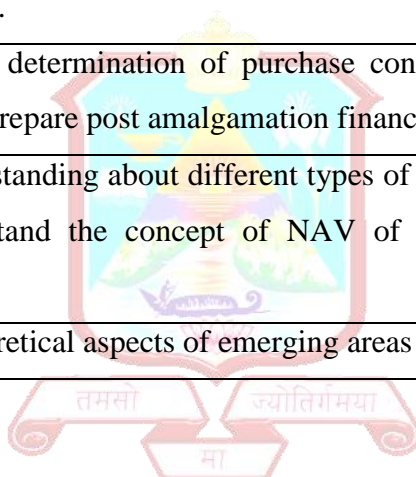 .
determination of purchase con
repare post amalgamation financ
standing about different types of
tand the concept of NAV of
retical aspects of emerging areas
तमसो
ज्योतिर्गमया
मा